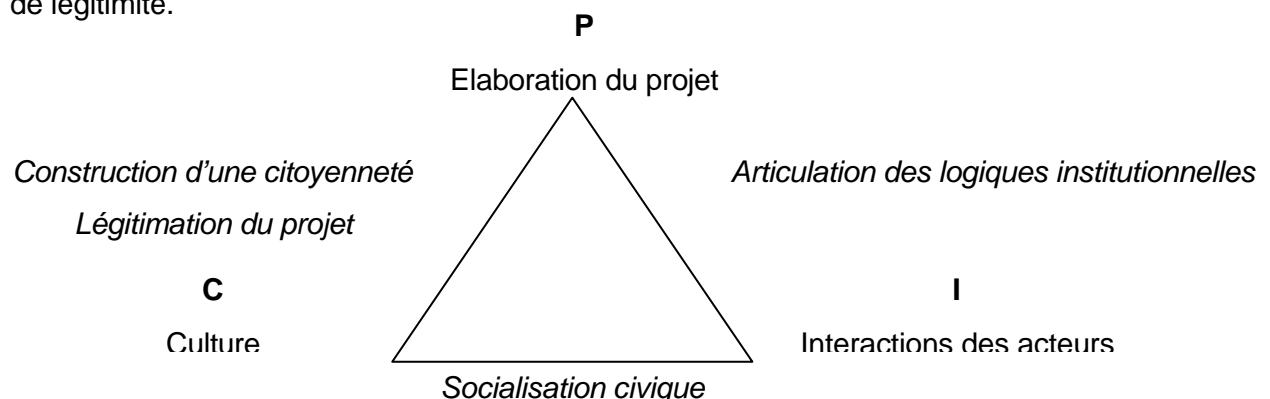 de légitimité.
P
Elaboration du projet
Construction d'une citoyenneté
Articulation des logiques institutionnelles
Légitimation du projet
C
I
Culture
Interactions des acteurs
Socialisation civique